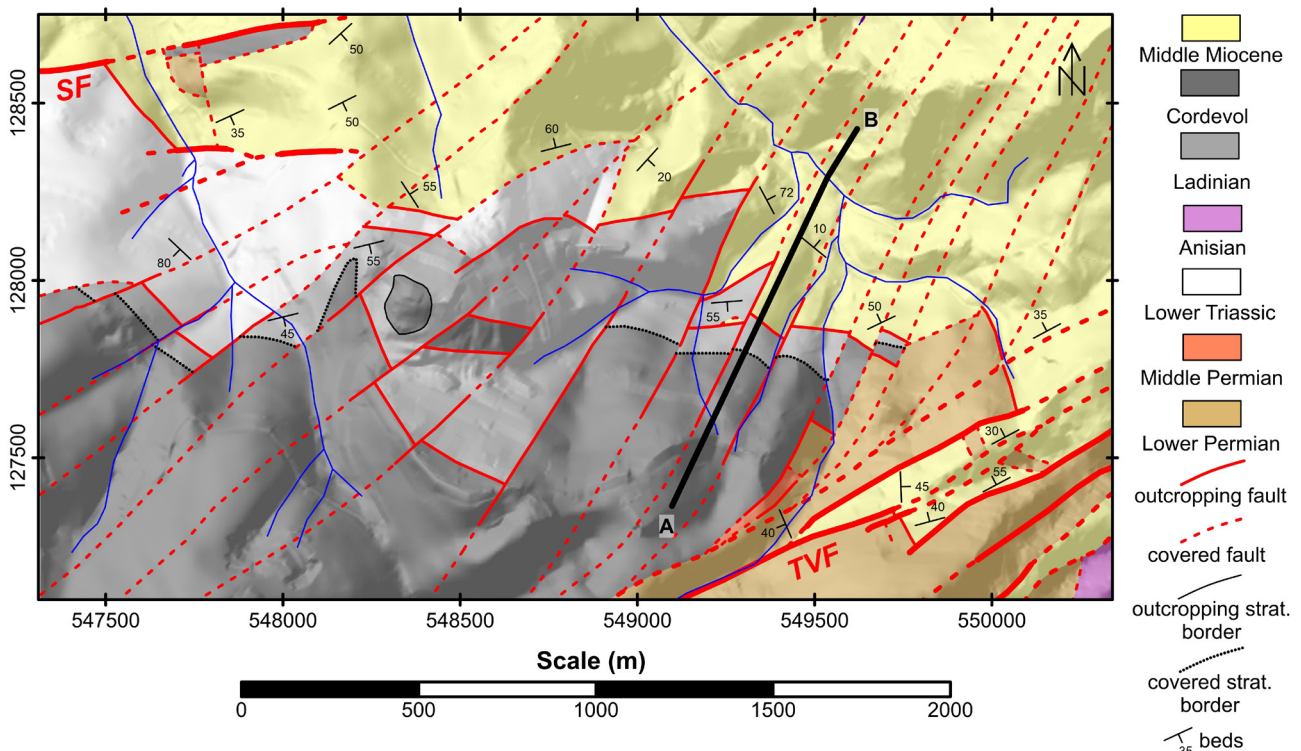 SF
50
35
50
55
60
20
72
B
80
55
10
45
55
50
35
A
40
45
30
55
40
TVF
N
128500
128000
127500
547500
548000
548500
549000
549500
550000
Scale (m)
0
500
1000
1500
2000
Middle Miocene
Cordevol
Ladinian
Anisian
Lower Triassic
Middle Permian
Lower Permian
outcropping fault
covered fault
outcropping strat.
border
covered strat.
border
beds
35